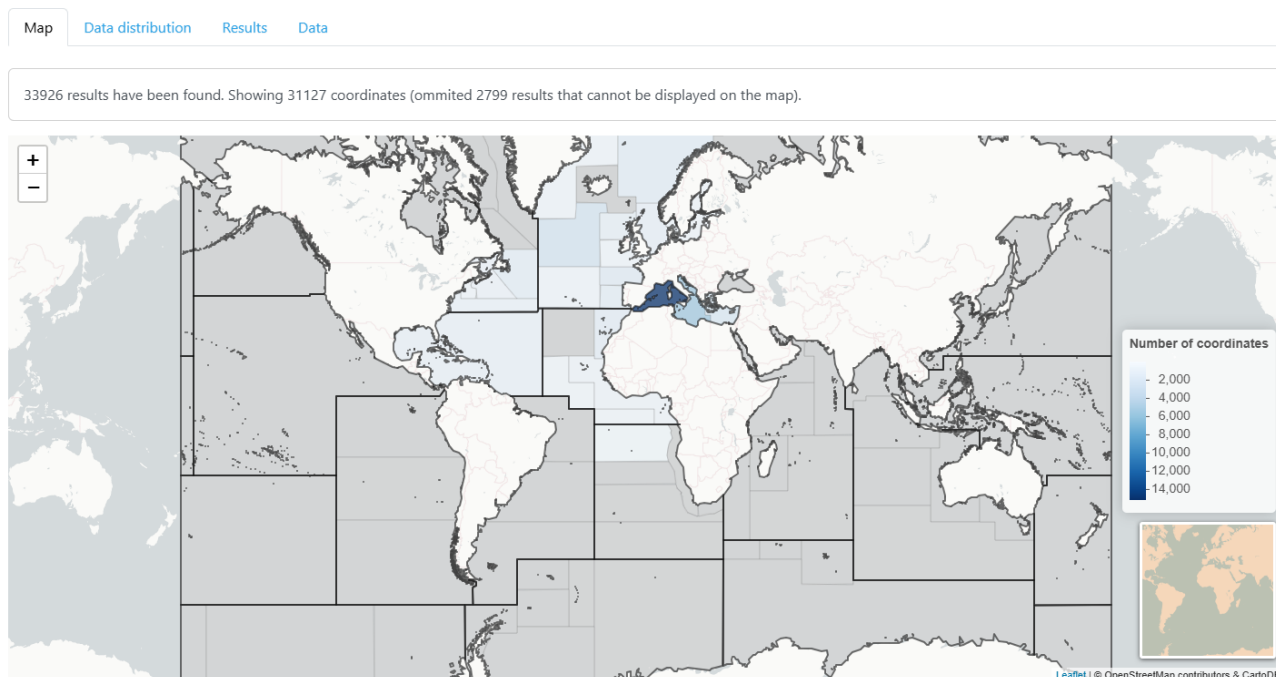 Map Data distribution Results Data
33926 results have been found. Showing 31127 coordinates (ommited 2799 results that cannot be displayed on the map).
+
−
Number of coordinates
2,000
4,000
6,000
8,000
10,000
12,000
14,000
Leaflet | © OpenStreetMap contributors & CartoDB